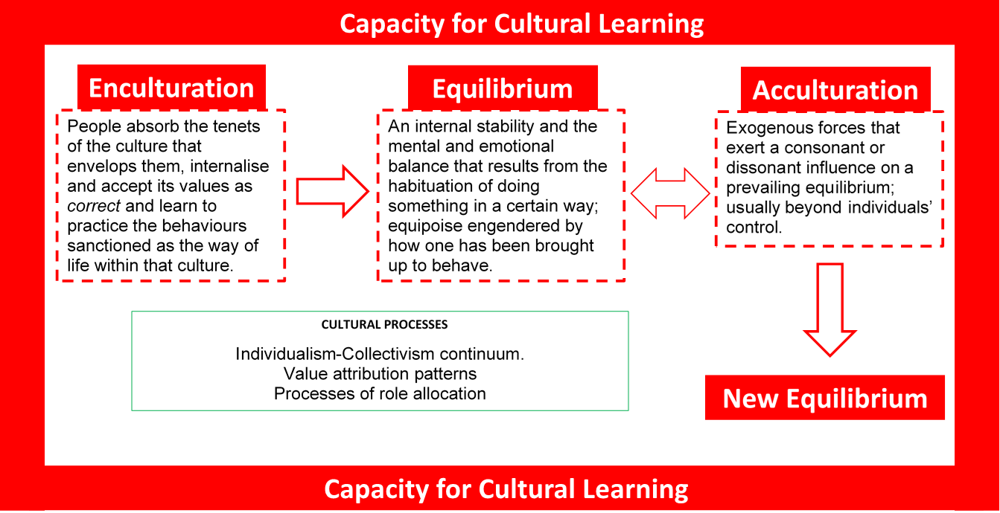 Capacity for Cultural Learning
Enculturation
People absorb the tenets
of the culture that
envelops them, internalise
and accept its values as
correct and learn to
practice the behaviours
sanctioned as the way of
life within that culture.
Equilibrium
An internal stability and the
mental and emotional
balance that results from the
habituation of doing
something in a certain way;
equipoise engendered by
how one has been brought
up to behave.
Acculturation
Exogenous forces that
exert a consonant or
dissonant influence on a
prevailing equilibrium;
usually beyond individuals’
control.
CULTURAL PROCESSES
Individualism-Collectivism continuum.
Value attribution patterns
Processes of role allocation
New Equilibrium
Capacity for Cultural Learning